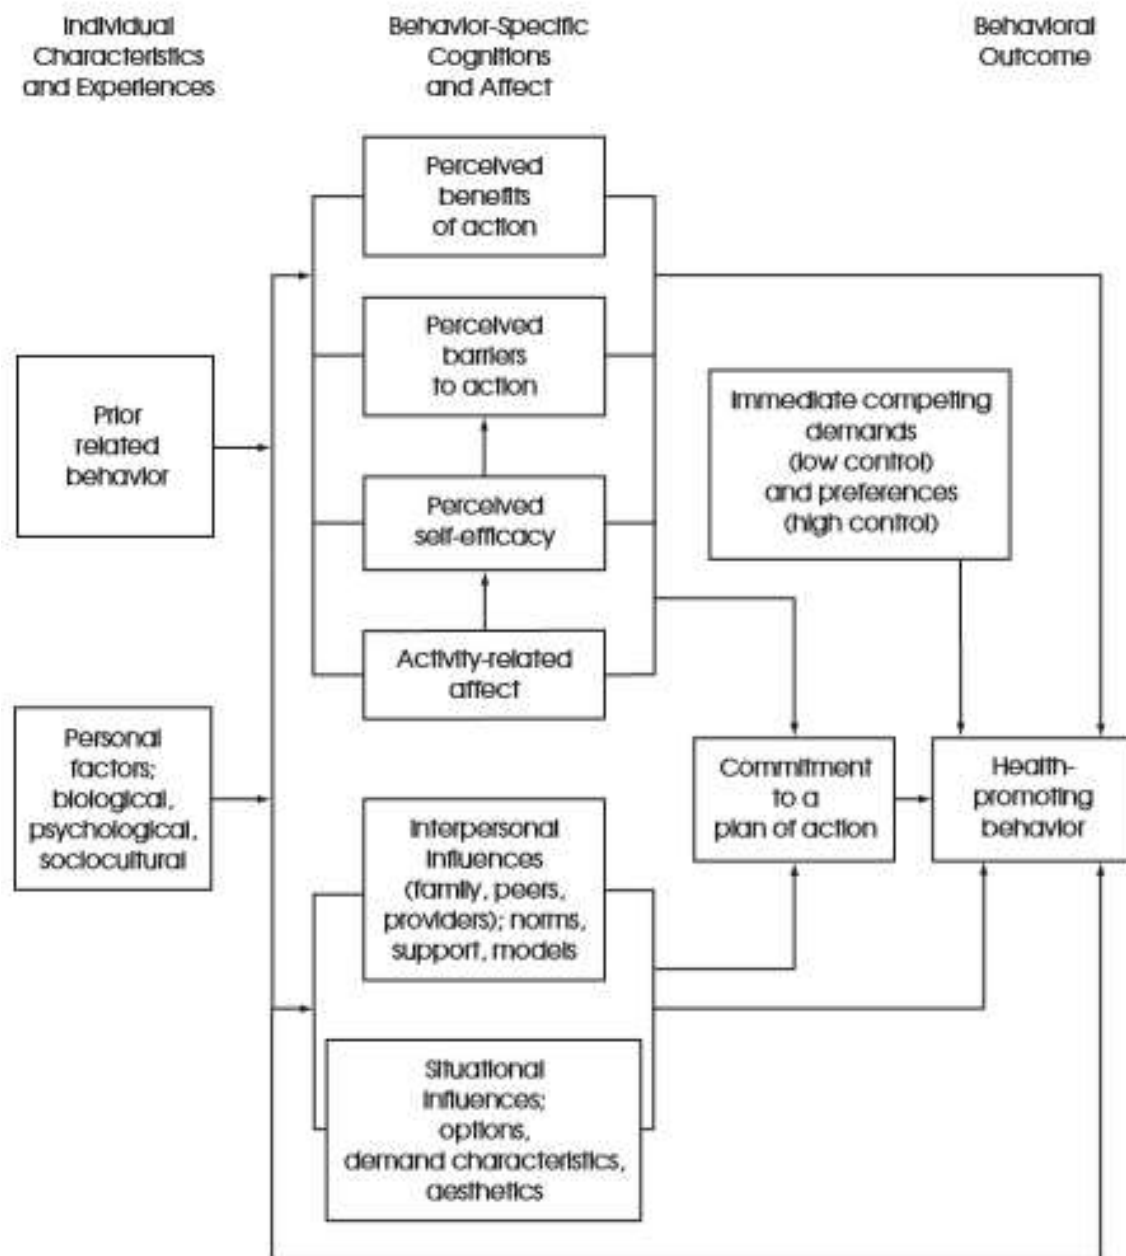 Individual
Characteristics
and Experiences
Behavior-Specific
Cognitions
and Affect
Behavioral
Outcome
Perceived
benefits
of action
Perceived
barriers
to action
Prior
related
behavior
Immediate competing
demands
(low control)
and preferences
(high control)
Perceived
self-efficacy
Activity-related
affect
Personal
factors;
biological,
psychological,
sociocultural
Commitment
to a
plan of action
Health-
promoting
behavior
Interpersonal
influences
(family, peers,
providers); norms,
support, models
Situational
influences;
options,
demand characteristics,
aesthetics